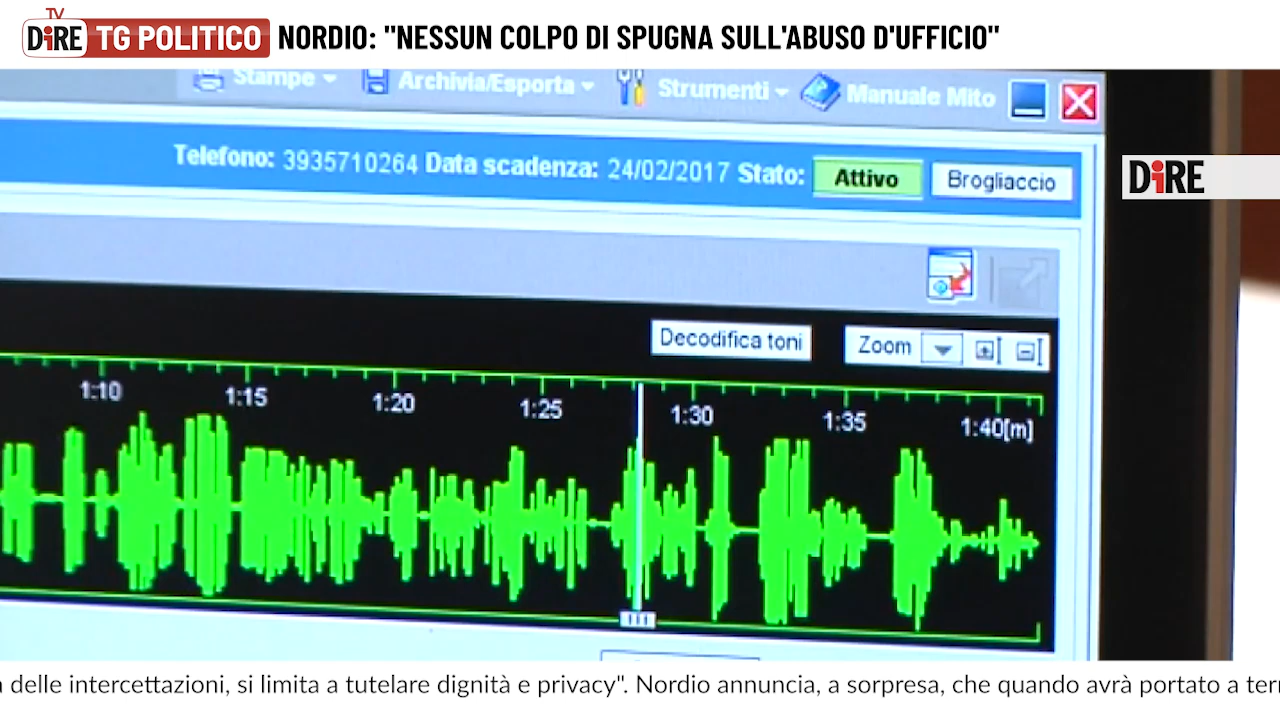 TV
DiRE TG POLITICO NORDIO: "NESSUN COLPO DI SPUGNA SULL'ABUSO D'UFFICIO"
Stampe Archivia/Esporta Strumenti Manuale Mito
Telefono: 3935710264 Data scadenza: 24/02/2017 Stato: Attivo Brogliaccio
DiRE
Decodifica toni Zoom
1:10 1:15 1:20 1:25 1:30 1:35 1:40[m]
delle intercettazioni, si limita a tutelare dignità e privacy". Nordio annuncia, a sorpresa, che quando avrà portato a